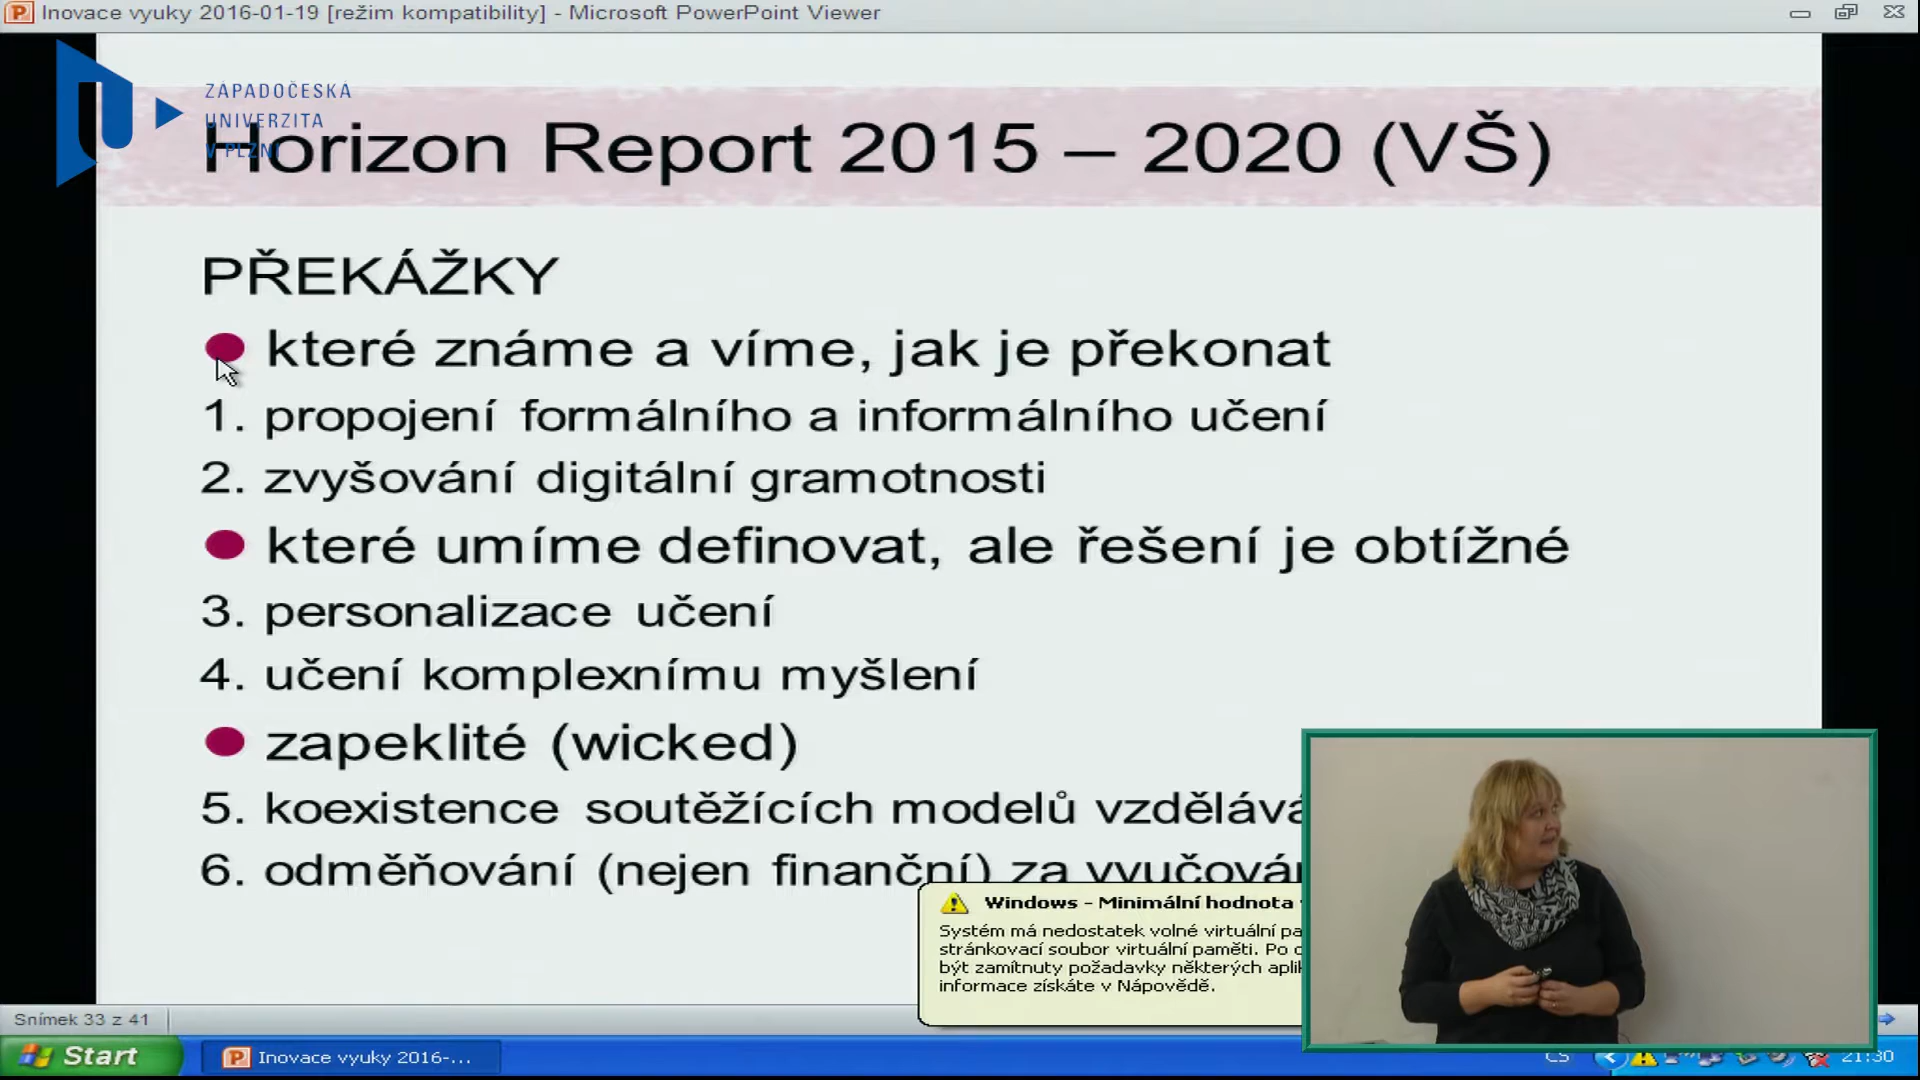 Inovace vyuky 2016-01-19 [režim kompatibility] - Microsoft PowerPoint Viewer
ZÁPADOČESKÁ
UNIVERZITA
V PLZNI
Horizon Report 2015 – 2020 (VŠ)
PŘEKÁŽKY
které známe a víme, jak je překonat
1. propojení formálního a informálního učení
2. zvyšování digitální gramotnosti
které umíme definovat, ale řešení je obtížné
3. personalizace učení
4. učení komplexnímu myšlení
zapeklité (wicked)
5. koexistence soutěžících modelů
6. odměňování (nejen finanční) za
Windows - Minimální hodnota
Systém má nedostatek volné virtuální
stránkovací soubor virtuální paměti. Po
být zamítnuty požadavky některých
informace získáte v Nápovědě.
Snímek 33 z 41
Start
Inovace vyuky 2016-...
CS
21:30